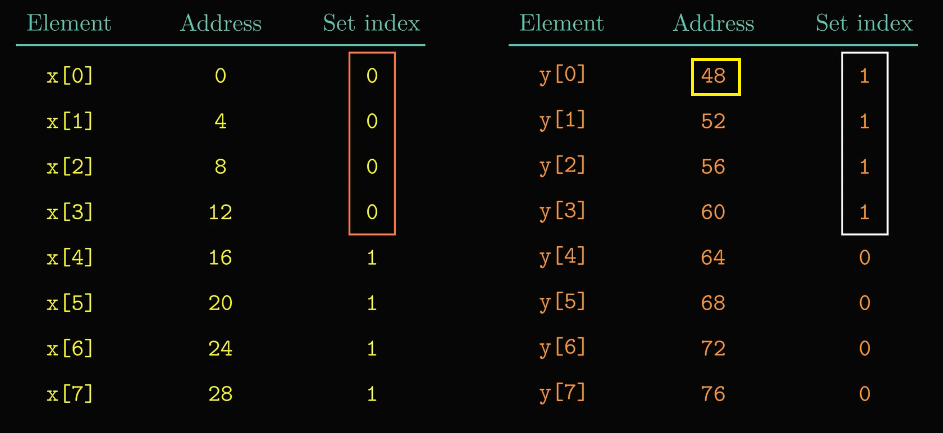 Element Address Set index Element Address Set index
x[0] 0 0 y[0] 48 1
x[1] 4 0 y[1] 52 1
x[2] 8 0 y[2] 56 1
x[3] 12 0 y[3] 60 1
x[4] 16 1 y[4] 64 0
x[5] 20 1 y[5] 68 0
x[6] 24 1 y[6] 72 0
x[7] 28 1 y[7] 76 0